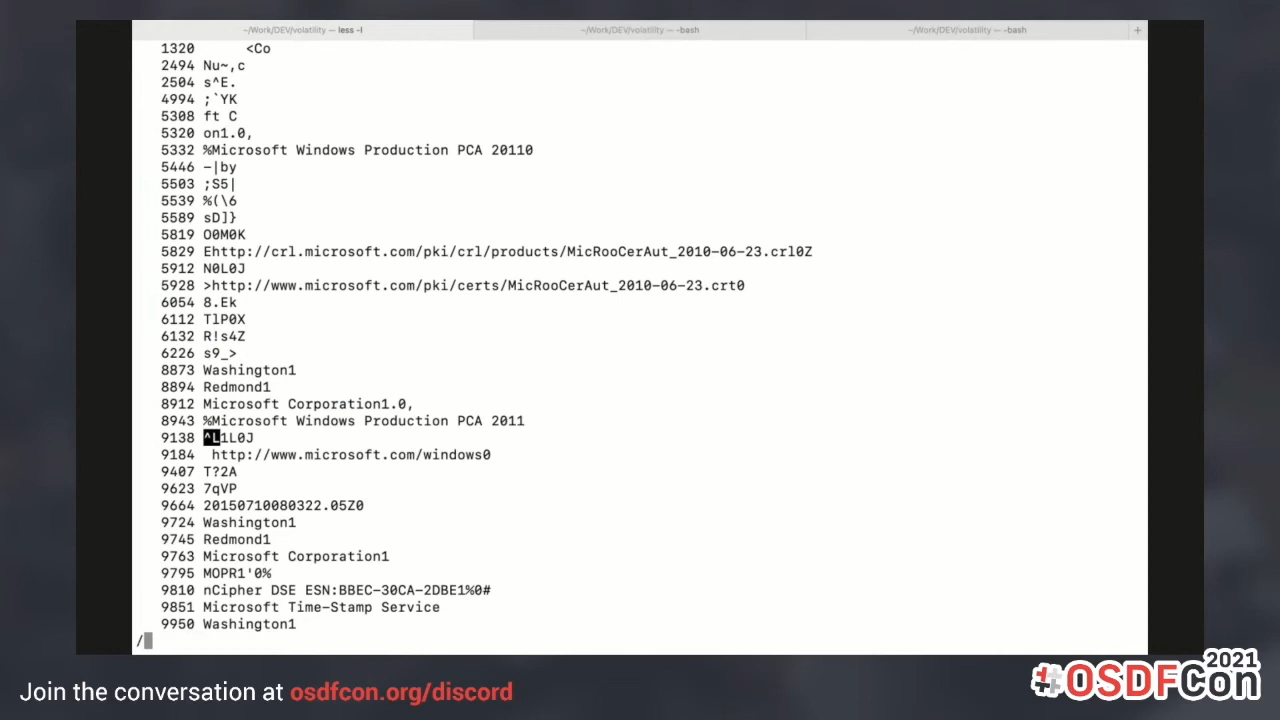 ~/Work/DEV/volatility — less -l
~/Work/DEV/volatility — -bash
~/Work/DEV/volatility — -bash
+
1320 <Co
2494 Nu~,c
2504 s^E.
4994 ;`YK
5308 ft C
5320 on1.0,
5332 %Microsoft Windows Production PCA 20110
5446 -|by
5503 ;S5|
5539 %(\6
5589 sD]}
5819 O0M0K
5829 Ehttp://crl.microsoft.com/pki/crl/products/MicRooCerAut_2010-06-23.crl0Z
5912 N0L0J
5928 >http://www.microsoft.com/pki/certs/MicRooCerAut_2010-06-23.crt0
6054 8.Ek
6112 TlP0X
6132 R!s4Z
6226 s9_>
8873 Washington1
8894 Redmond1
8912 Microsoft Corporation1.0,
8943 %Microsoft Windows Production PCA 2011
9138 ^L1L0J
9184 http://www.microsoft.com/windows0
9407 T?2A
9623 7qVP
9664 20150710080322.05Z0
9724 Washington1
9745 Redmond1
9763 Microsoft Corporation1
9795 MOPR1'0%
9810 nCipher DSE ESN:BBEC-30CA-2DBE1%0#
9851 Microsoft Time-Stamp Service
9950 Washington1
/
Join the conversation at osdfcon.org/discord
2021
#OSDFCon